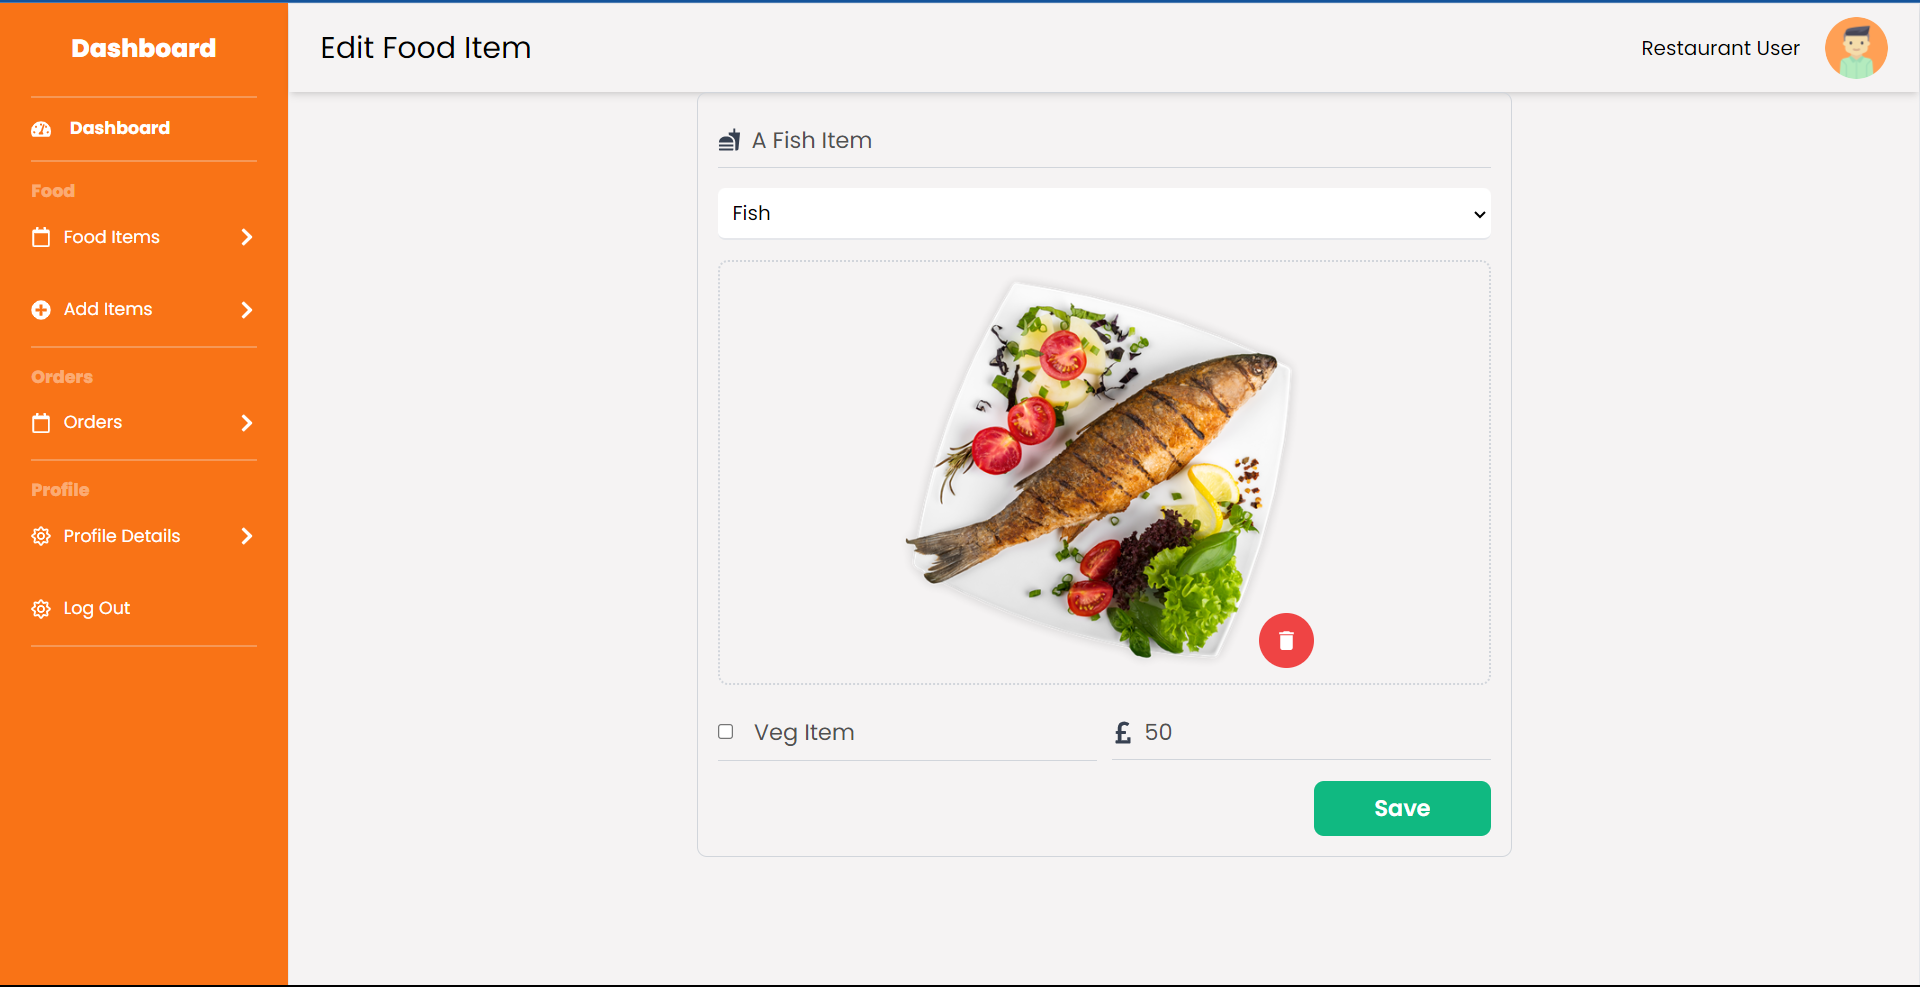 Dashboard
Dashboard
Food
Food Items
Add Items
Orders
Orders
Profile
Profile Details
Log Out
Edit Food Item
Restaurant User
A Fish Item
Fish
Veg Item
£ 50
Save